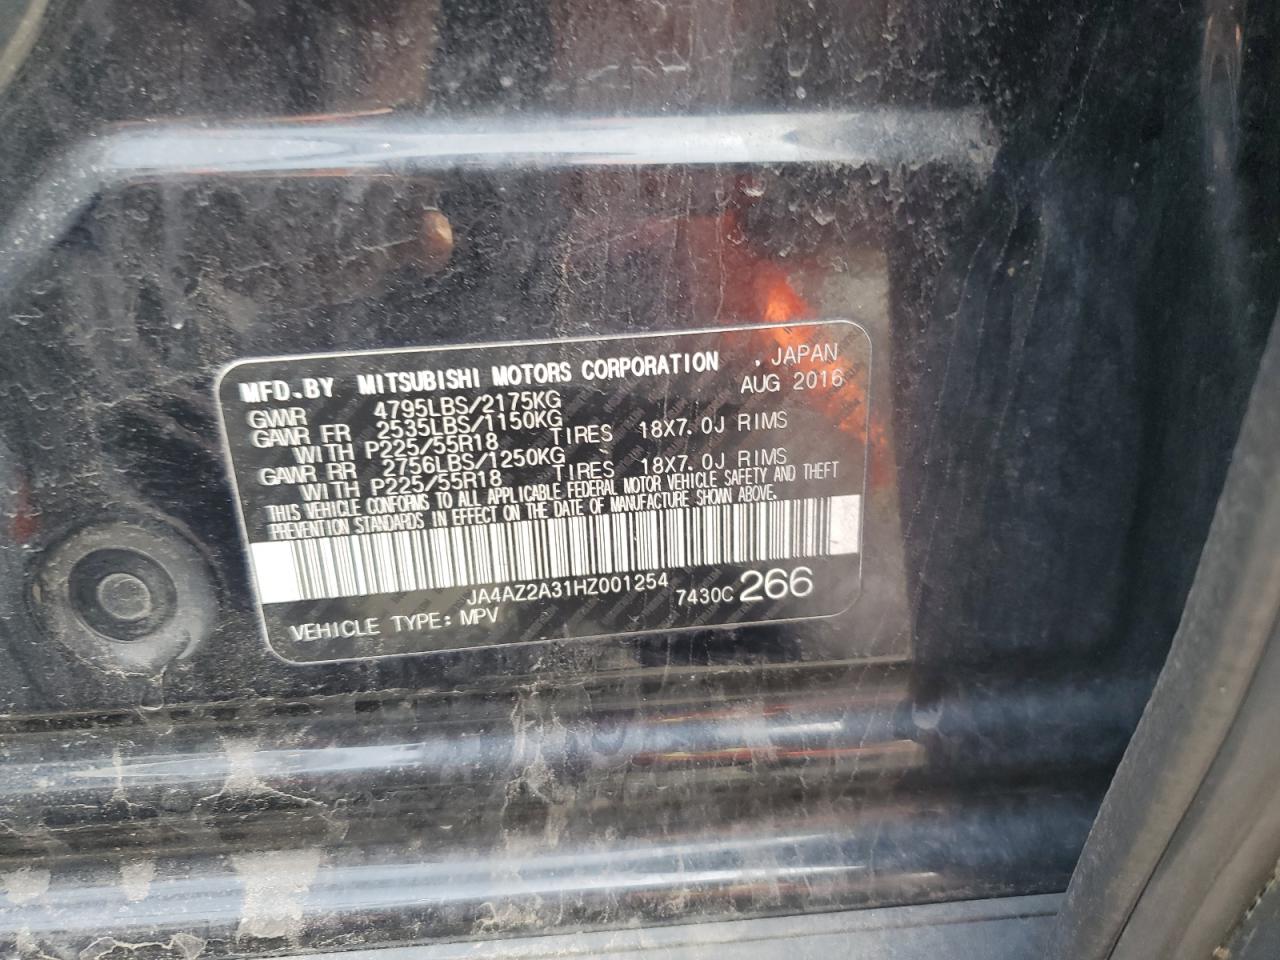 MFD.BY MITSUBISHI MOTORS CORPORATION . JAPAN
AUG 2016
GVWR 4795LBS/2175KG
GAWR FR 2535LBS/1150KG
WITH P225/55R18 TIRES 18X7.0J RIMS
GAWR RR 2756LBS/1250KG
WITH P225/55R18 TIRES 18X7.0J RIMS
THIS VEHICLE CONFORMS TO ALL APPLICABLE FEDERAL MOTOR VEHICLE SAFETY AND THEFT
PREVENTION STANDARDS IN EFFECT ON THE DATE OF MANUFACTURE SHOWN ABOVE.
JA4AZ2A31HZ001254 7430C 266
VEHICLE TYPE: MPV